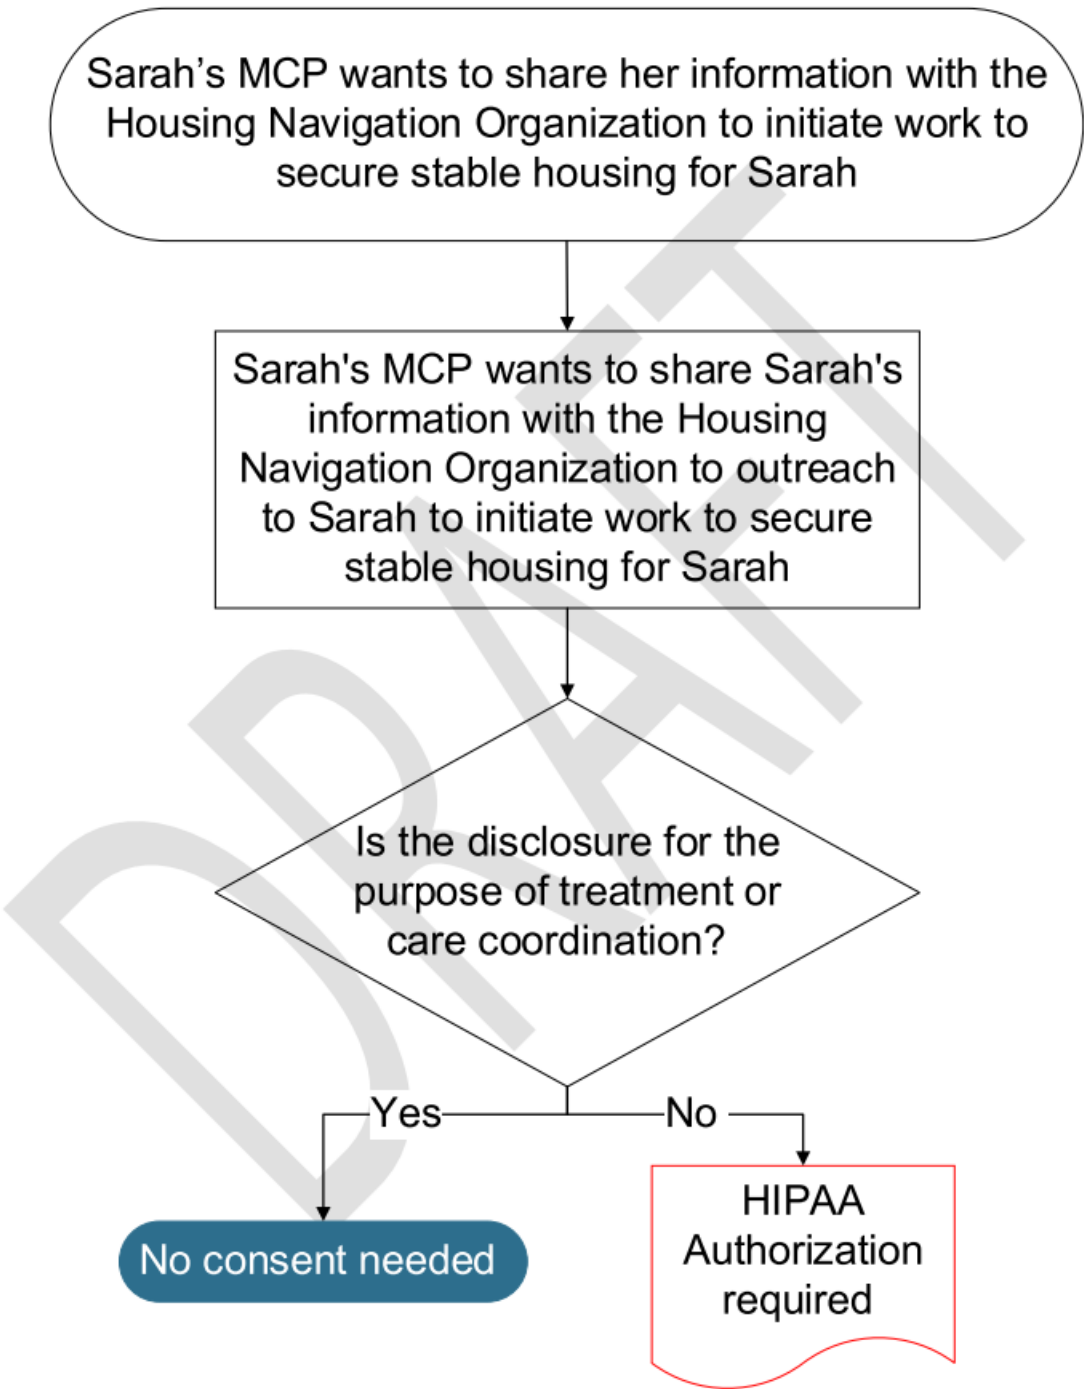 Sarah’s MCP wants to share her information with the
Housing Navigation Organization to initiate work to
secure stable housing for Sarah
Sarah's MCP wants to share Sarah's
information with the Housing
Navigation Organization to outreach
to Sarah to initiate work to secure
stable housing for Sarah
Is the disclosure for the
purpose of treatment or
care coordination?
Yes
No
No consent needed
HIPAA
Authorization
required
DRAFT